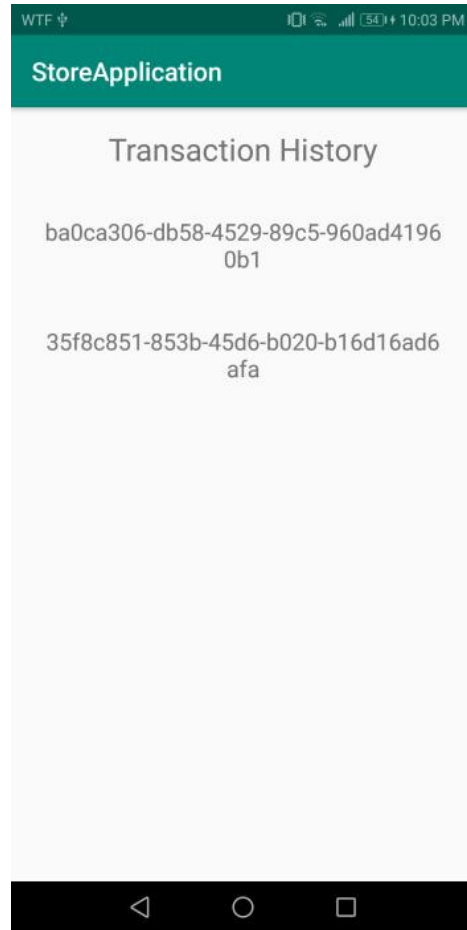 WTF
54 10:03 PM
StoreApplication
Transaction History
ba0ca306-db58-4529-89c5-960ad4196
0b1
35f8c851-853b-45d6-b020-b16d16ad6
afa